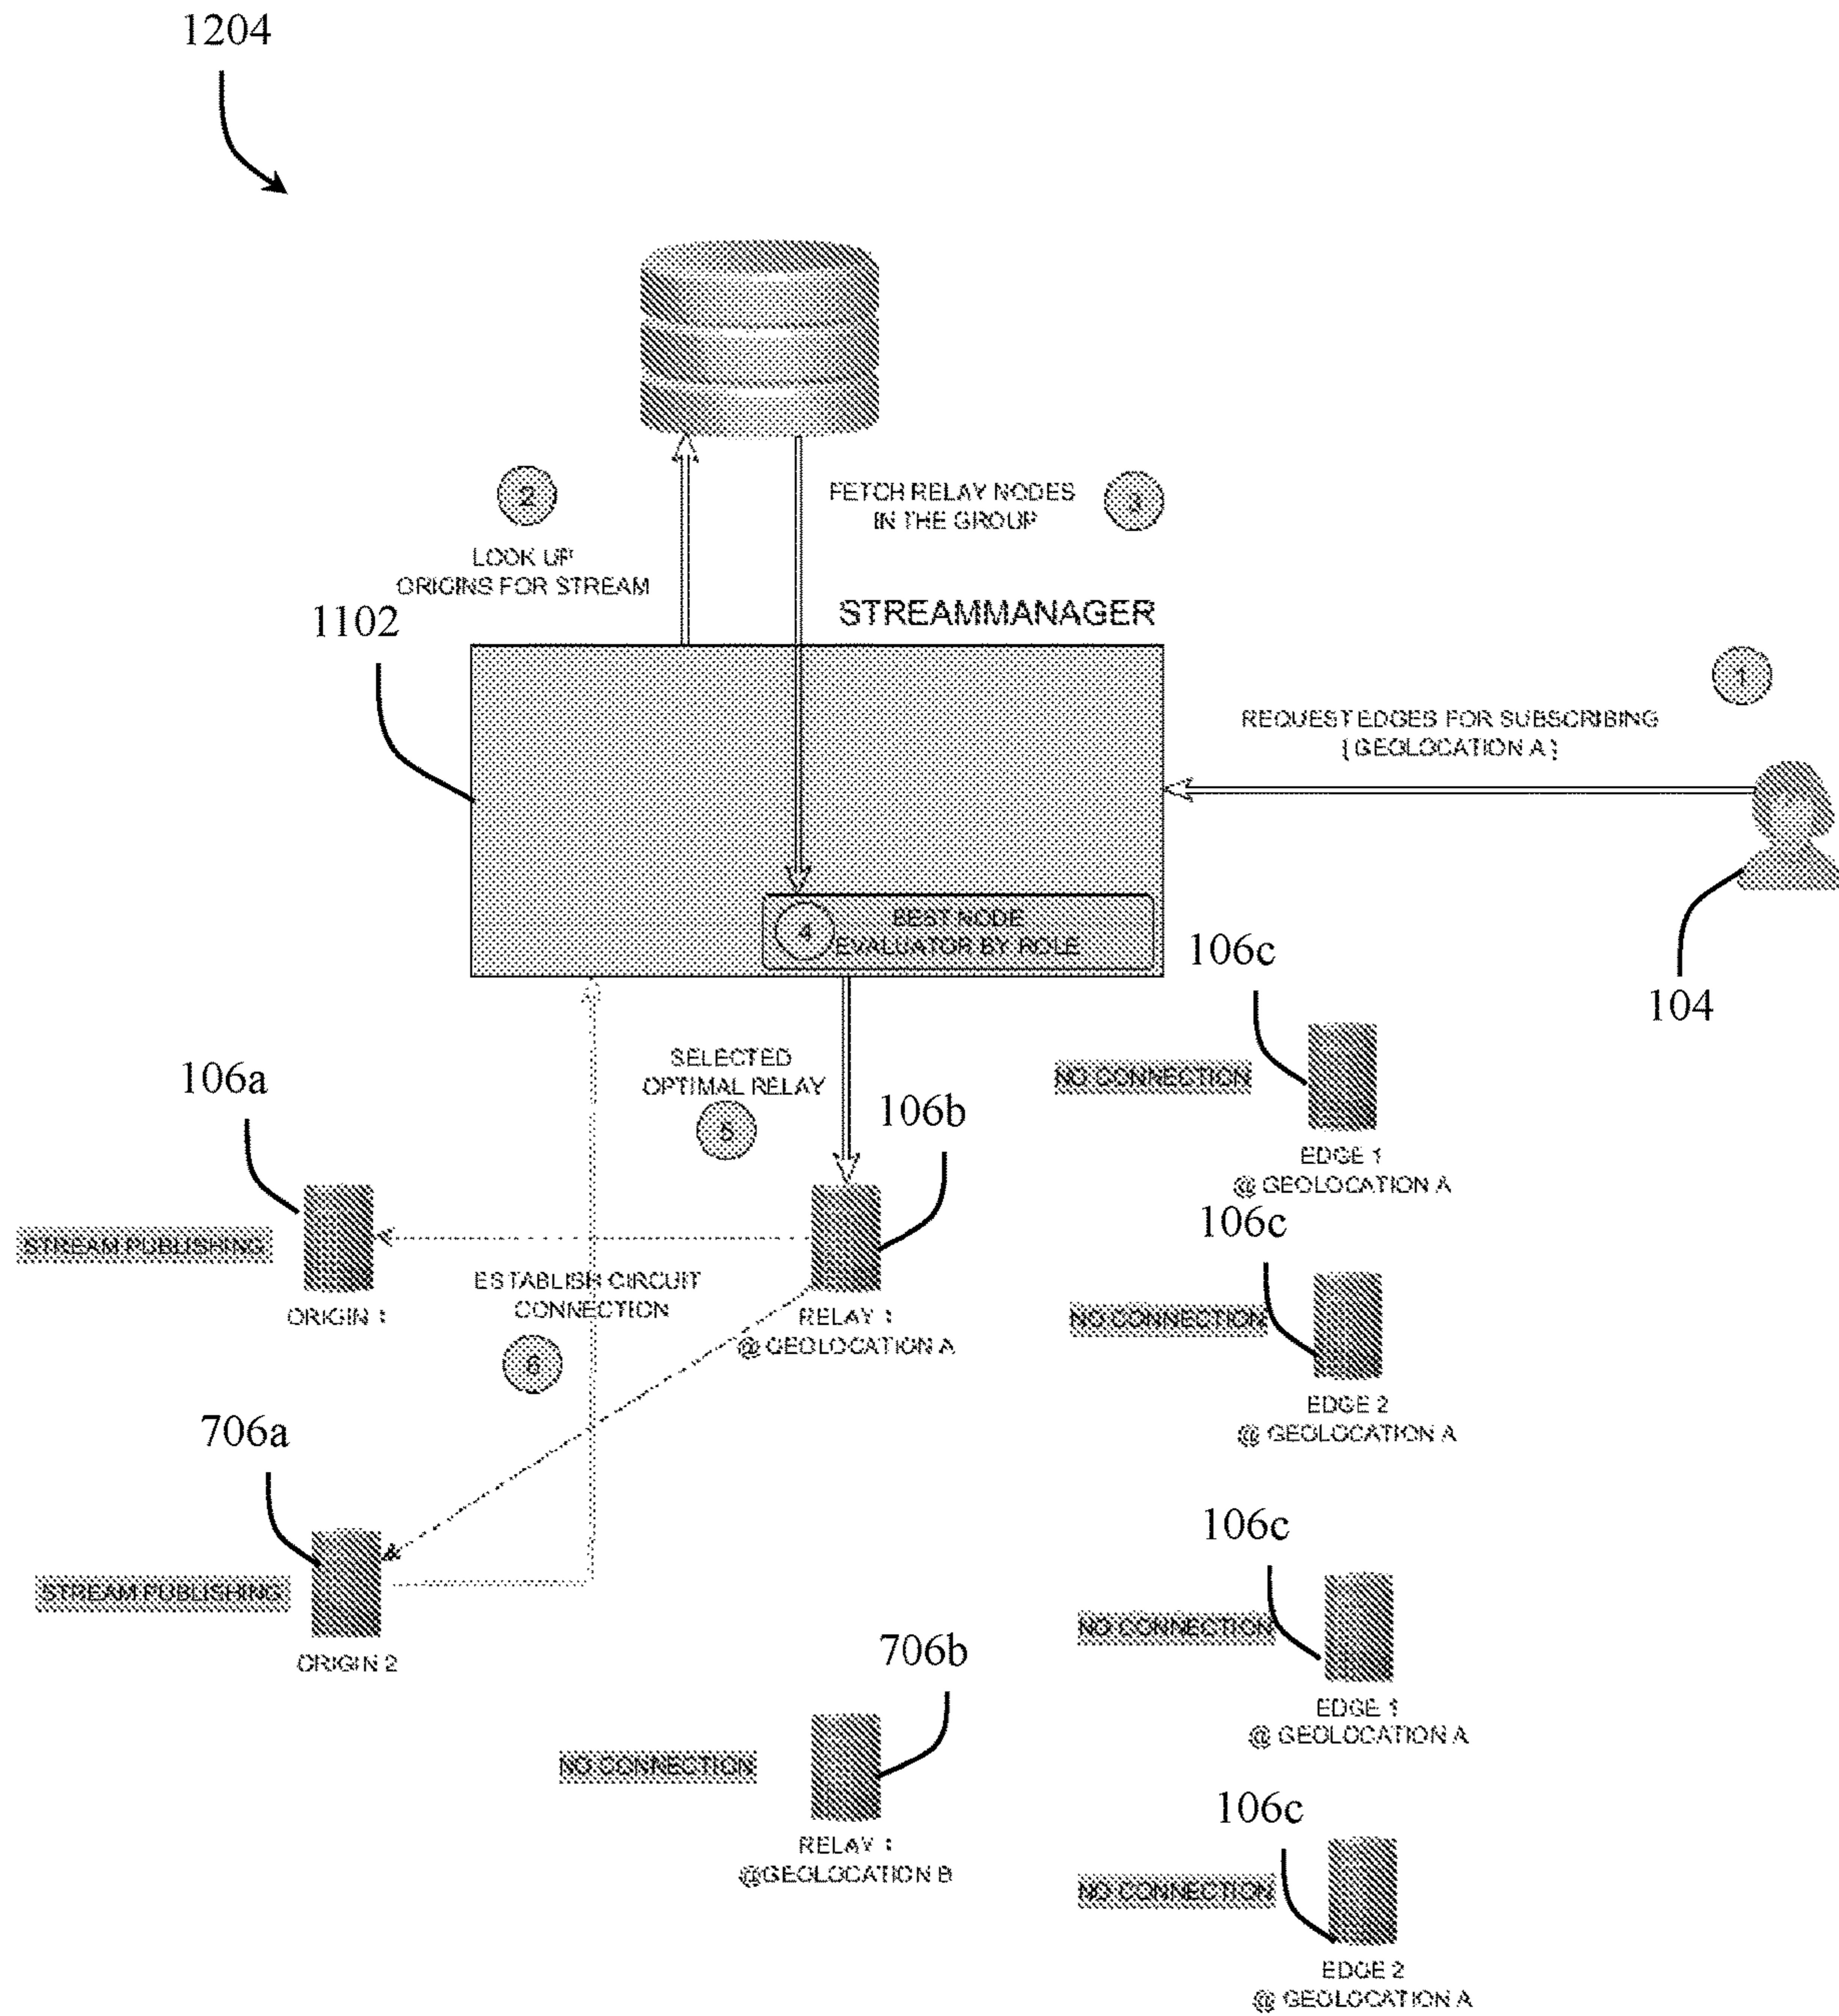 1204
2
LOOK UP
ORIGINS FOR STREAM
FETCH RELAY NODES
IN THE GROUP
3
1102
STREAMMANAGER
1
REQUEST EDGES FOR SUBSCRIBING
{GEOLOCATION A}
4
BEST NODE
EVALUATOR BY ROLE
104
106c
NO CONNECTION
EDGE 1
@ GEOLOCATION A
SELECTED
OPTIMAL RELAY
5
106a
106b
STREAM PUBLISHING
ORIGIN 1
ESTABLISH CIRCUIT
CONNECTION
6
RELAY 1
@ GEOLOCATION A
106c
NO CONNECTION
EDGE 2
@ GEOLOCATION A
706a
STREAM PUBLISHING
ORIGIN 2
106c
NO CONNECTION
EDGE 1
@ GEOLOCATION A
706b
NO CONNECTION
RELAY 1
@GEOLOCATION B
106c
NO CONNECTION
EDGE 2
@ GEOLOCATION A